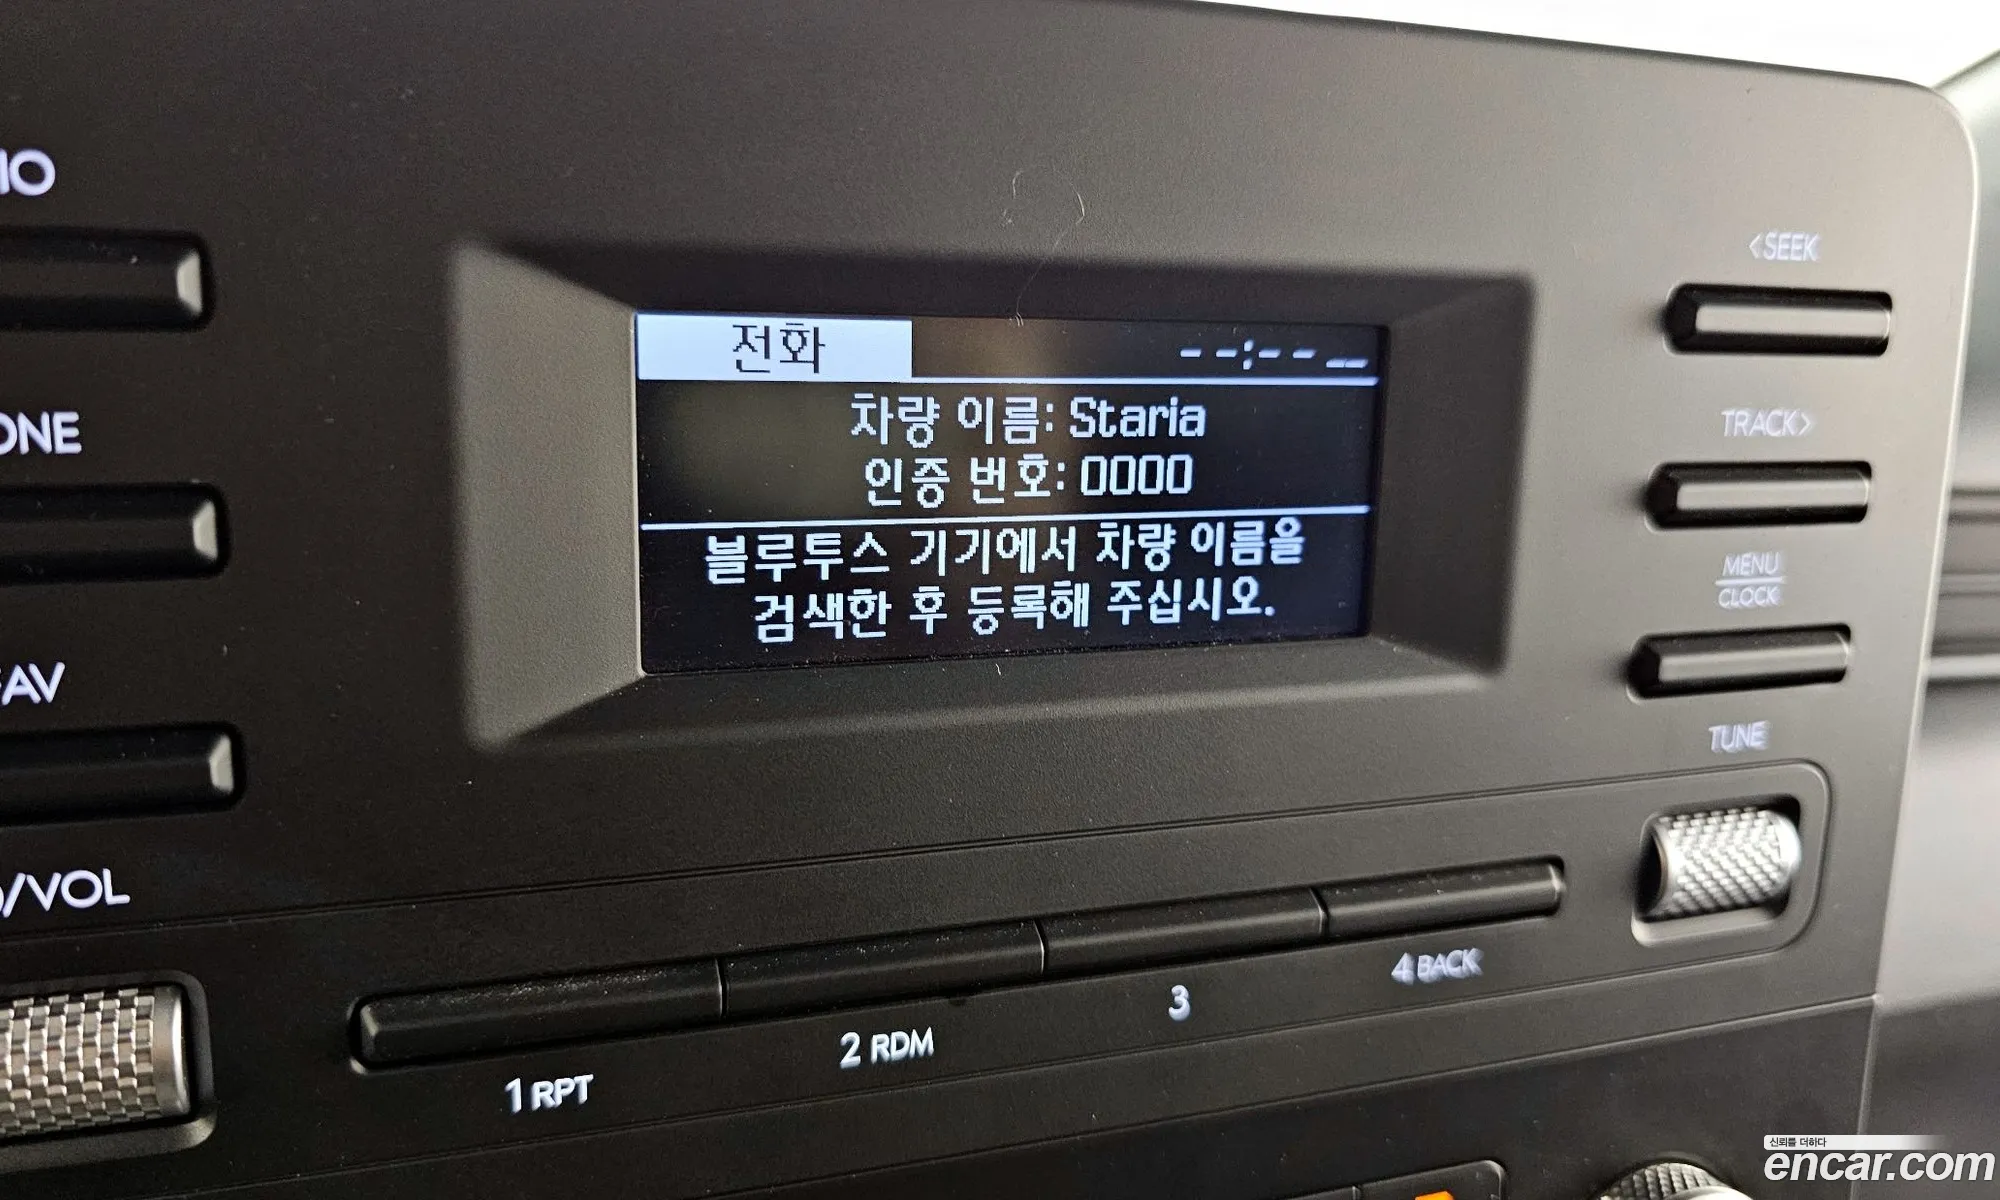 전화 --:-- __
차량 이름: Staria
인증 번호: 0000
블루투스 기기에서 차량 이름을
검색한 후 등록해 주십시오.
<SEEK
TRACK>
MENU
CLOCK
TUNE
IO
ONE
AV
/VOL
1 RPT
2 RDM
3
4 BACK
신뢰를 더하다
encar.com